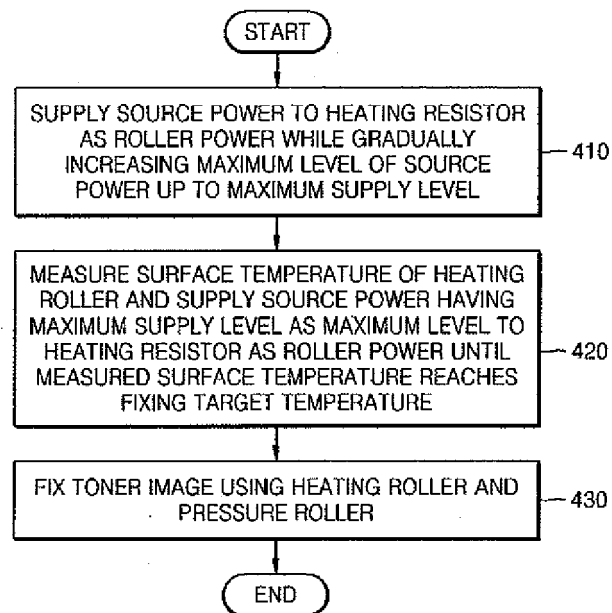 START
SUPPLY SOURCE POWER TO HEATING RESISTOR
AS ROLLER POWER WHILE GRADUALLY
INCREASING MAXIMUM LEVEL OF SOURCE
POWER UP TO MAXIMUM SUPPLY LEVEL
410
MEASURE SURFACE TEMPERATURE OF HEATING
ROLLER AND SUPPLY SOURCE POWER HAVING
MAXIMUM SUPPLY LEVEL AS MAXIMUM LEVEL TO
HEATING RESISTOR AS ROLLER POWER UNTIL
MEASURED SURFACE TEMPERATURE REACHES
FIXING TARGET TEMPERATURE
420
FIX TONER IMAGE USING HEATING ROLLER AND
PRESSURE ROLLER
430
END